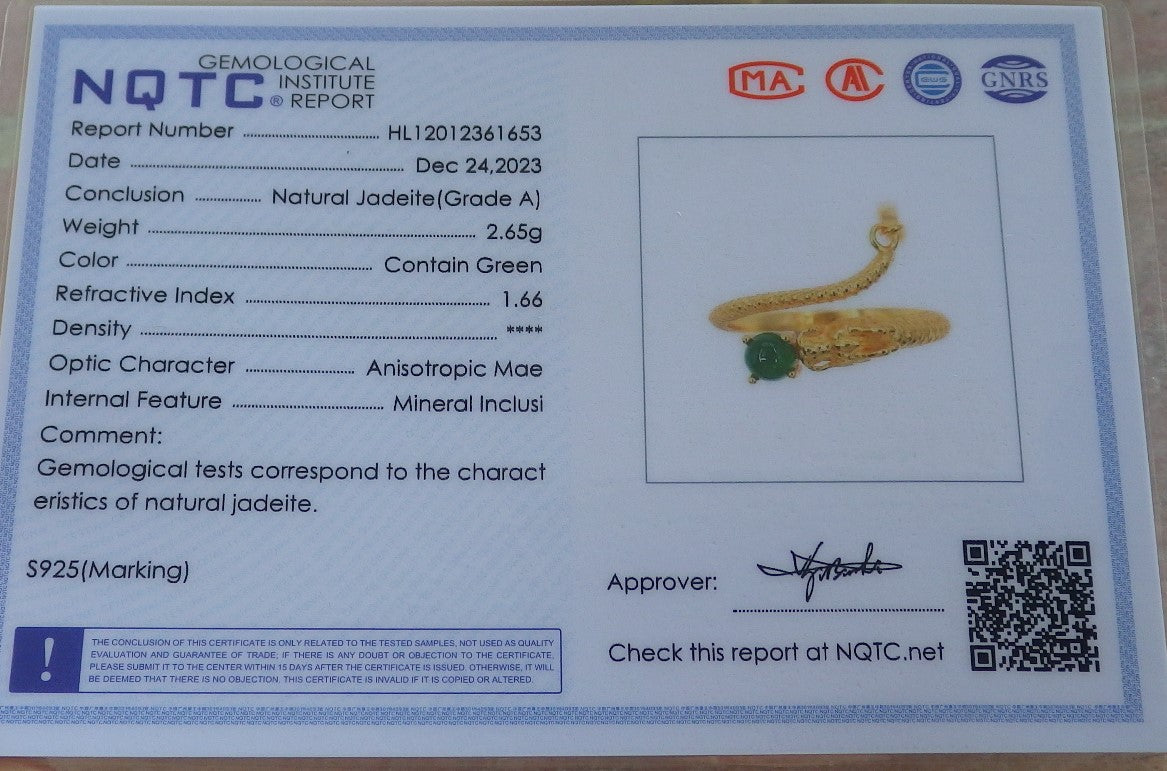 GEMOLOGICAL
NQTC® INSTITUTE
REPORT
MA
GNRS
Report Number HL12012361653
Date Dec 24,2023
Conclusion Natural Jadeite(Grade A)
Weight 2.65g
Color Contain Green
Refractive Index 1.66
Density ****
Optic Character Anisotropic Mae
Internal Feature Mineral Inclusi
Comment:
Gemological tests correspond to the charact
eristics of natural jadeite.
S925(Marking)
! THE CONCLUSION OF THIS CERTIFICATE IS ONLY RELATED TO THE TESTED SAMPLES, NOT USED AS QUALITY
EVALUATION AND GUARANTEE OF TRADE; IF THERE IS ANY DOUBT OR OBJECTION TO THE CERTIFICATE,
PLEASE SUBMIT IT TO THE CENTER WITHIN 15 DAYS AFTER THE CERTIFICATE IS ISSUED. OTHERWISE, IT WILL
BE DEEMED THAT THERE IS NO OBJECTION. THIS CERTIFICATE IS INVALID IF IT IS COPIED OR ALTERED.
Approver:
Check this report at NQTC.net